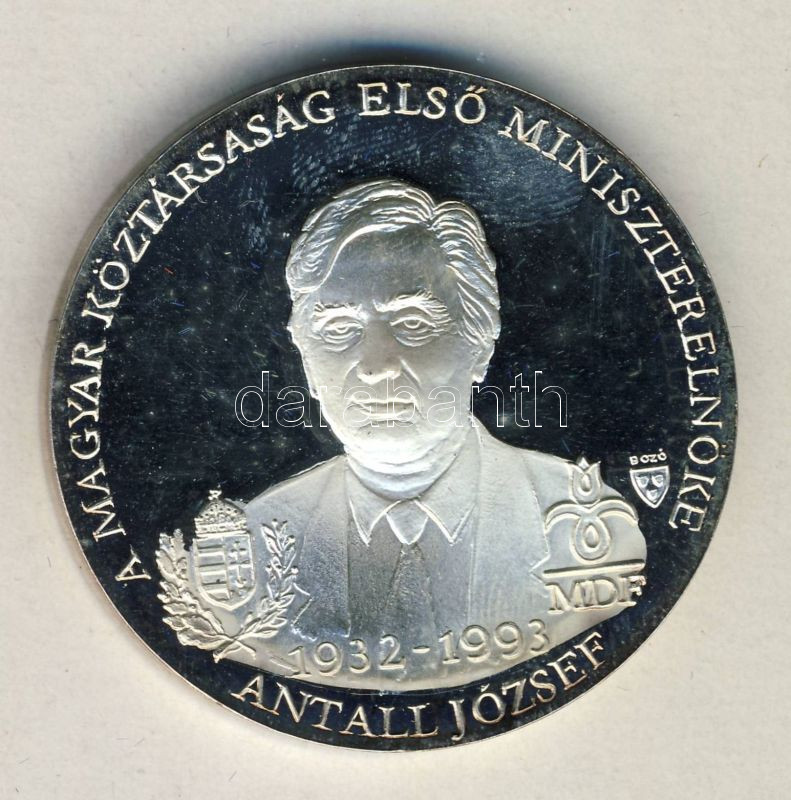 A MAGYAR KÖZTÁRSASÁG ELSŐ MINISZTERELNÖKE
BOZÓ
MDF
1932-1993
ANTALL JÓZSEF
darabanth